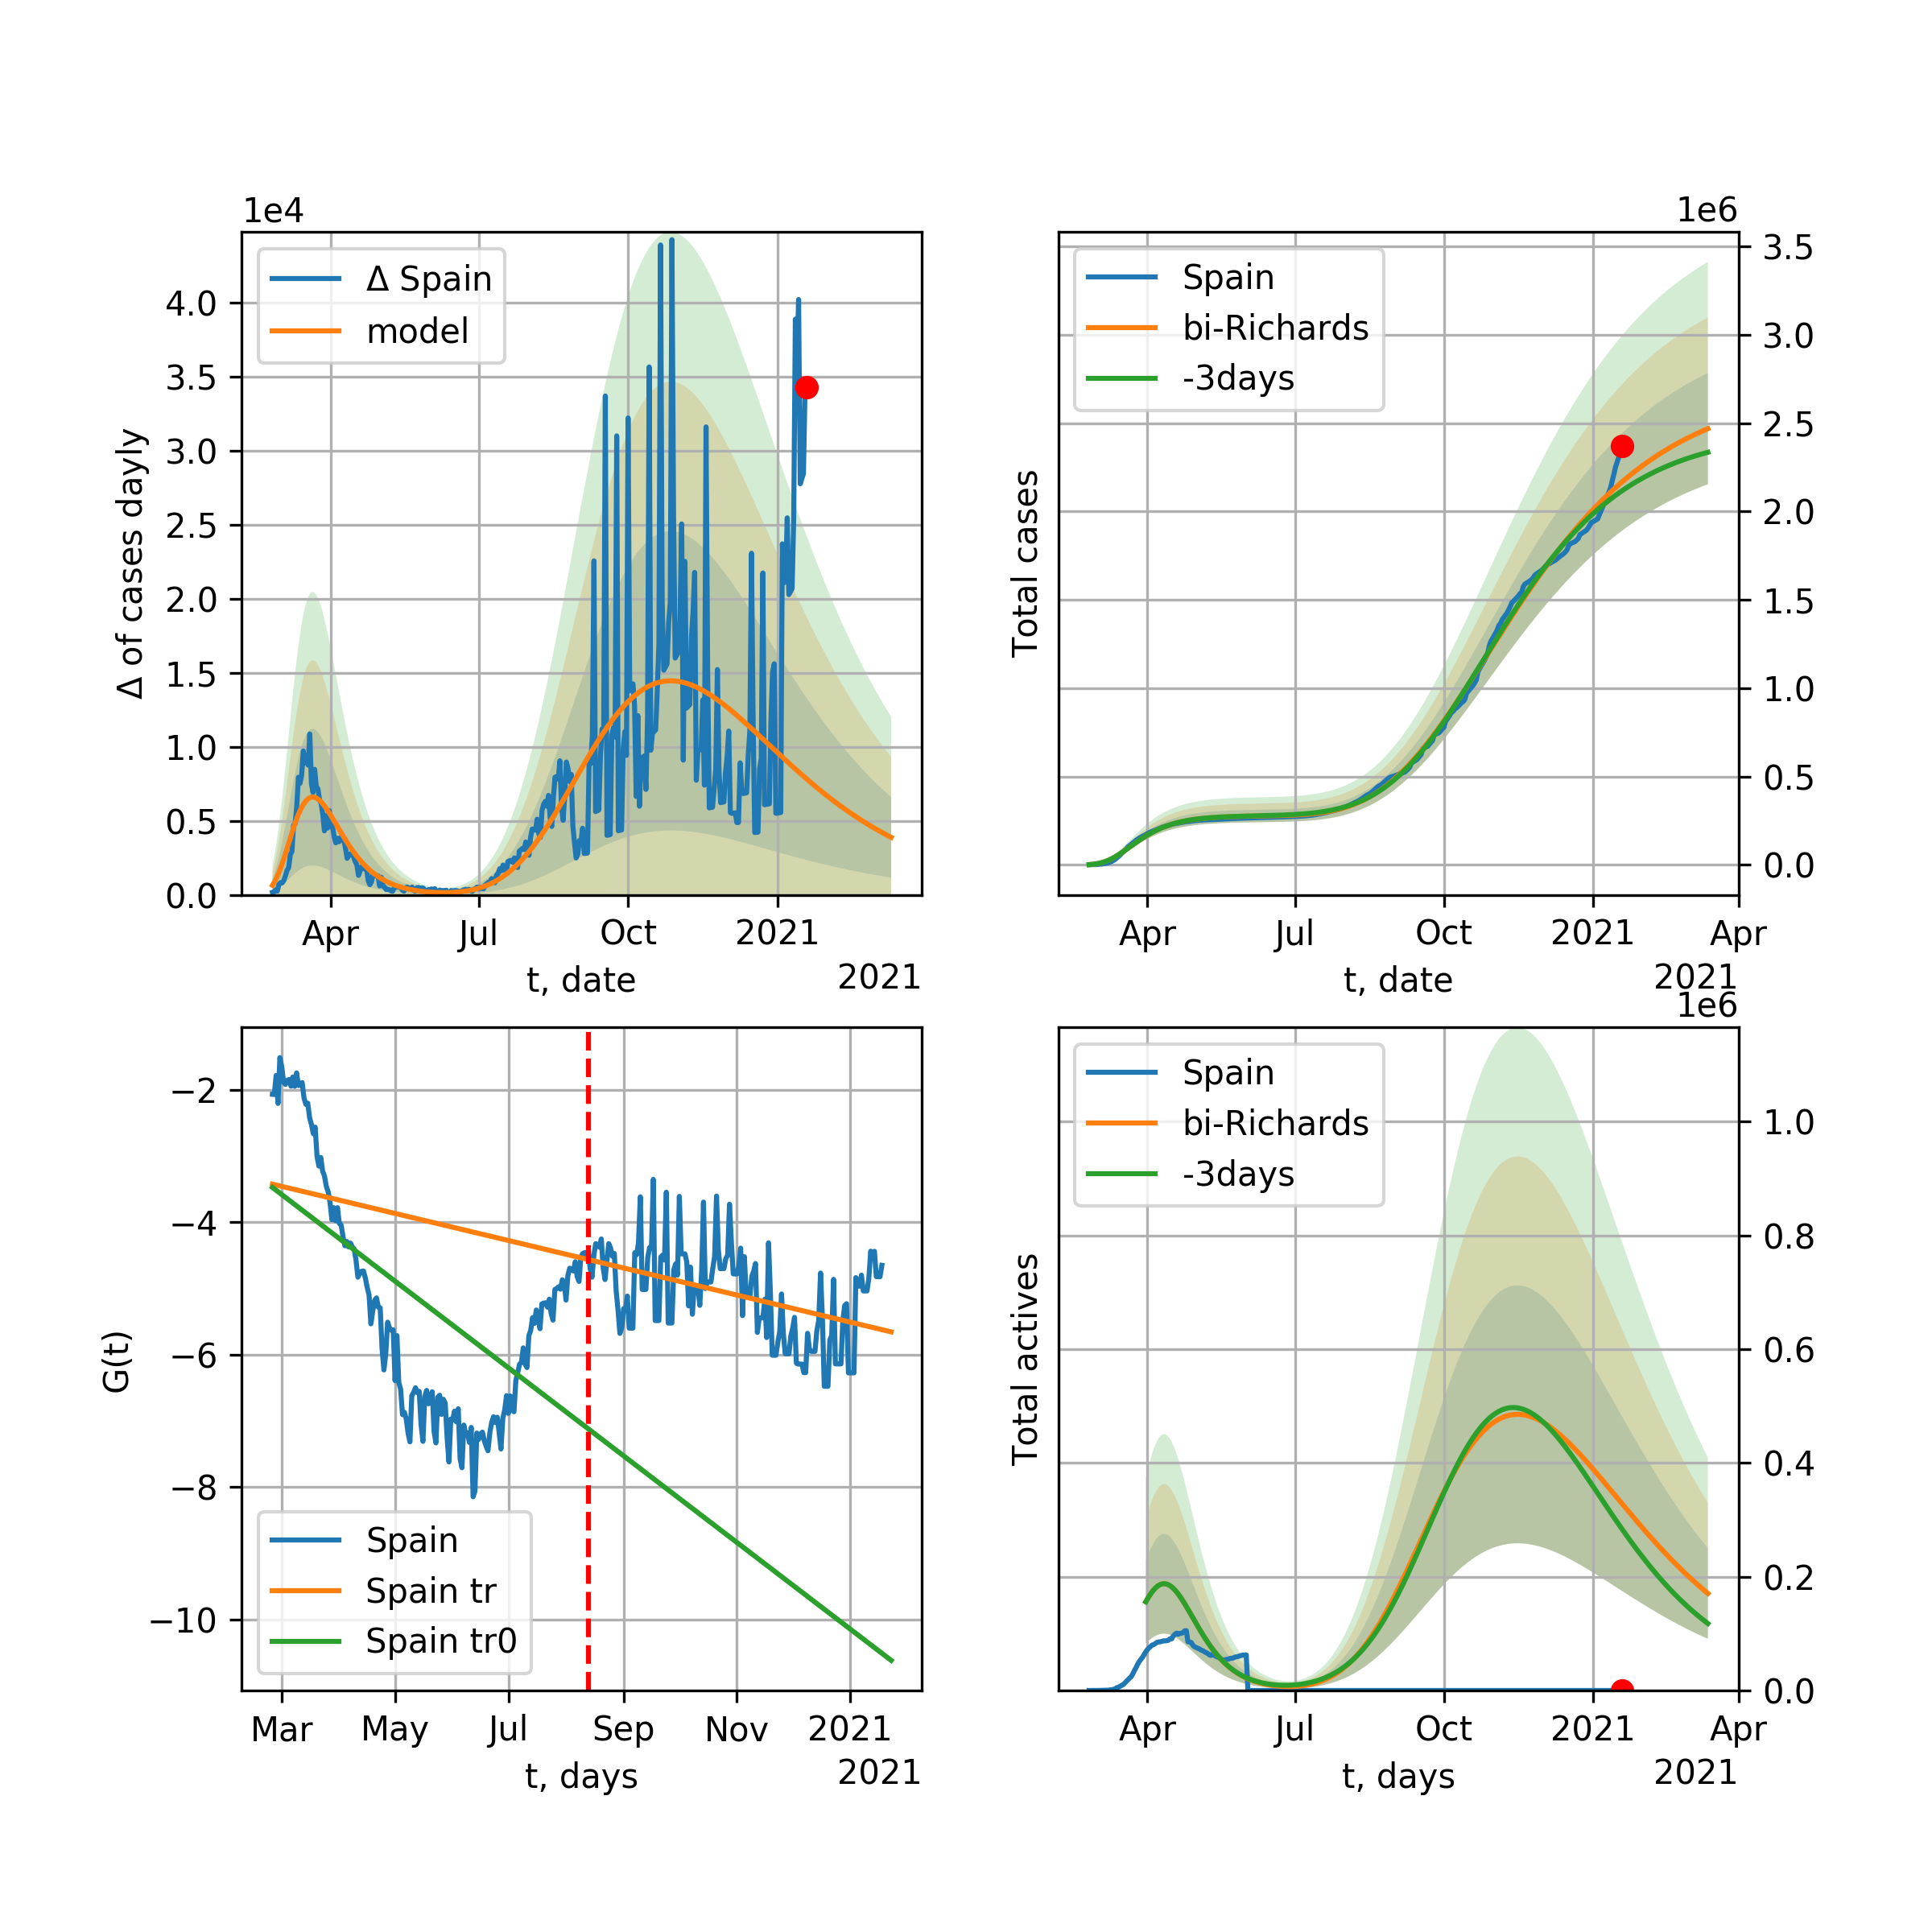 1e4
Δ Spain
model
4.0
3.5
3.0
2.5
2.0
1.5
1.0
0.5
0.0
Δ of cases dayly
Apr
Jul
Oct
2021
t, date
2021
1e6
Spain
bi-Richards
-3days
3.5
3.0
2.5
2.0
1.5
1.0
0.5
0.0
Total cases
Apr
Jul
Oct
2021
Apr
t, date
2021
−2
−4
−6
−8
−10
G(t)
Spain
Spain tr
Spain tr0
Mar
May
Jul
Sep
Nov
2021
t, days
2021
1e6
Spain
bi-Richards
-3days
1.0
0.8
0.6
0.4
0.2
0.0
Total actives
Apr
Jul
Oct
2021
Apr
t, days
2021